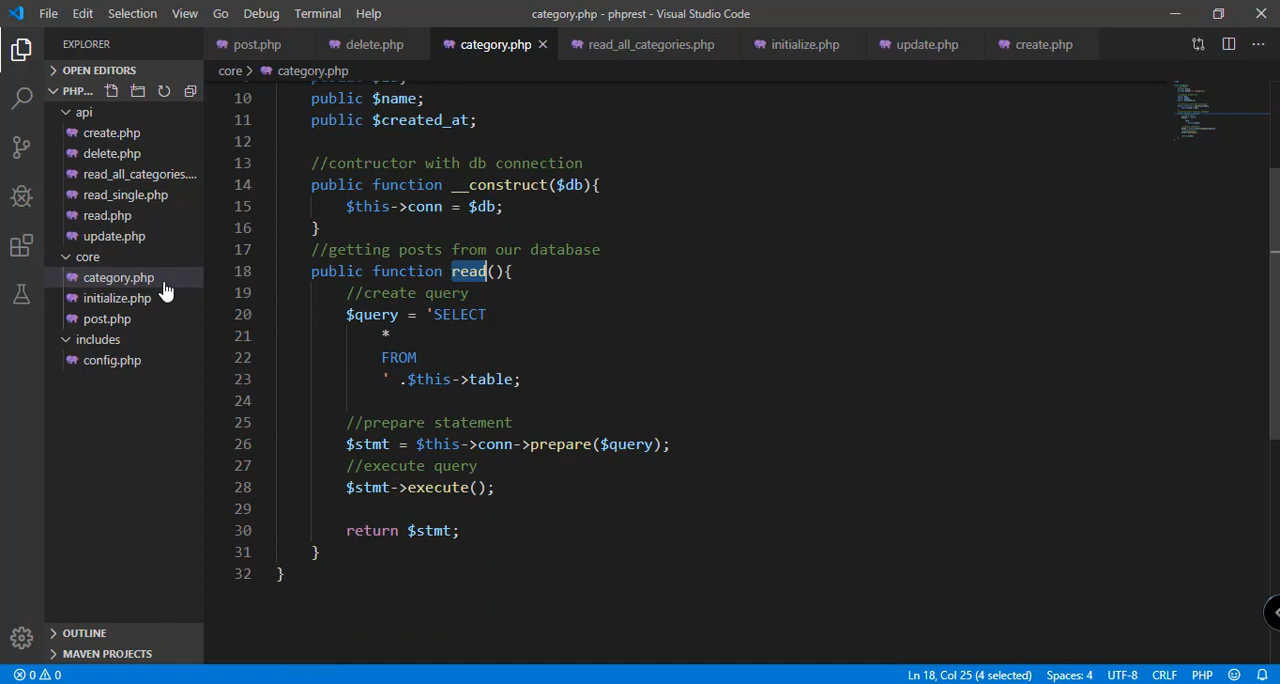 File Edit Selection View Go Debug Terminal Help
category.php - phprest - Visual Studio Code
EXPLORER
OPEN EDITORS
PHP...
api
create.php
delete.php
read_all_categories....
read_single.php
read.php
update.php
core
category.php
initialize.php
post.php
includes
config.php
OUTLINE
MAVEN PROJECTS
post.php delete.php category.php read_all_categories.php initialize.php update.php create.php
core category.php
10 public $name;
11 public $created_at;
12
13 //contructor with db connection
14 public function __construct($db){
15 $this->conn = $db;
16 }
17 //getting posts from our database
18 public function read(){
19 //create query
20 $query = 'SELECT
21 *
22 FROM
23 ' .$this->table;
24
25 //prepare statement
26 $stmt = $this->conn->prepare($query);
27 //execute query
28 $stmt->execute();
29
30 return $stmt;
31 }
32 }
0 0
Ln 18, Col 25 (4 selected) Spaces: 4 UTF-8 CRLF PHP